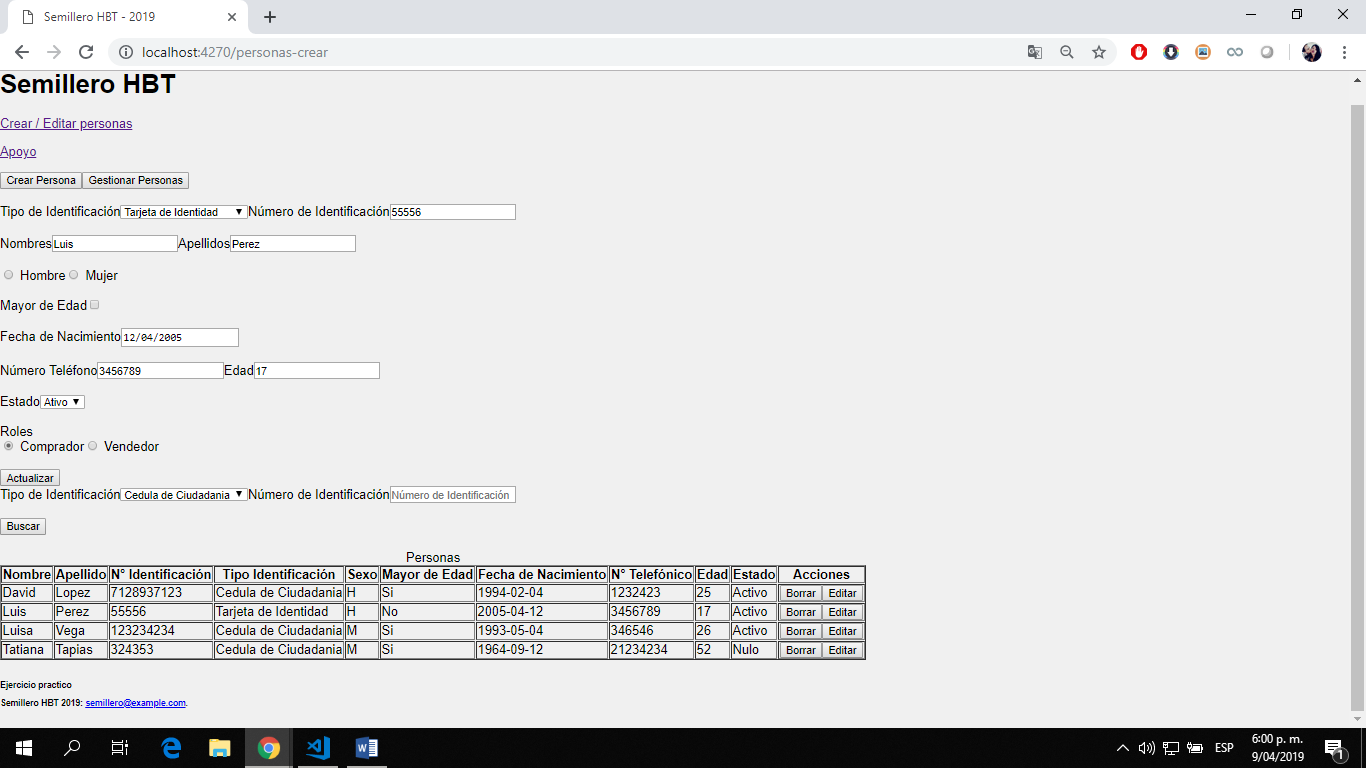 Semillero HBT - 2019
localhost:4270/personas-crear
Semillero HBT
Crear / Editar personas
Apoyo
Crear Persona Gestionar Personas
Tipo de Identificación Tarjeta de Identidad Número de Identificación 55556
Nombres Luis Apellidos Perez
Hombre Mujer
Mayor de Edad
Fecha de Nacimiento 12/04/2005
Número Teléfono 3456789 Edad 17
Estado Ativo
Roles
Comprador Vendedor
Actualizar
Tipo de Identificación Cedula de Ciudadania Número de Identificación Número de Identificación
Buscar
Personas
Nombre Apellido N° Identificación Tipo Identificación Sexo Mayor de Edad Fecha de Nacimiento N° Telefónico Edad Estado Acciones
David Lopez 7128937123 Cedula de Ciudadania H Si 1994-02-04 1232423 25 Activo Borrar Editar
Luis Perez 55556 Tarjeta de Identidad H No 2005-04-12 3456789 17 Activo Borrar Editar
Luisa Vega 123234234 Cedula de Ciudadania M Si 1993-05-04 346546 26 Activo Borrar Editar
Tatiana Tapias 324353 Cedula de Ciudadania M Si 1964-09-12 21234234 52 Nulo Borrar Editar
Ejercicio practico
Semillero HBT 2019: semillero@example.com.
ESP
6:00 p. m.
9/04/2019
1